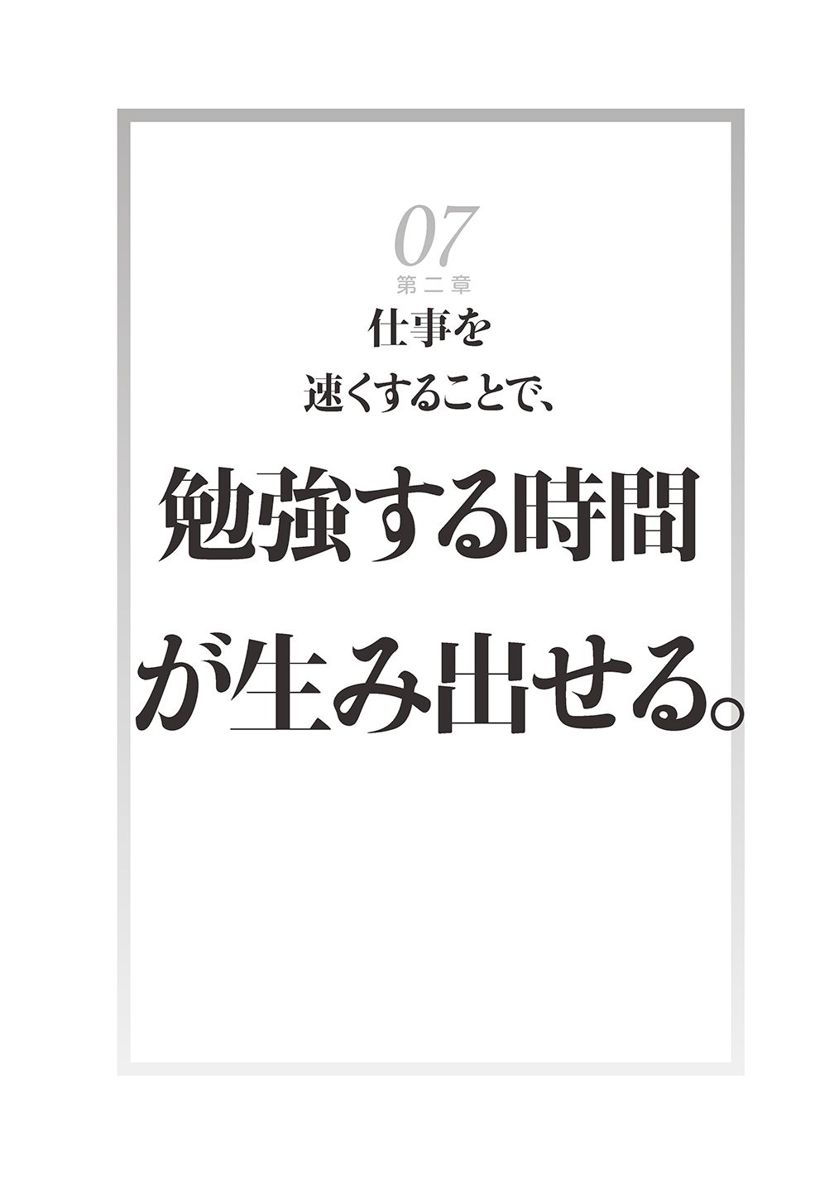 07
第二章
仕事を
速くすることで、
勉強する時間
が生み出せる。